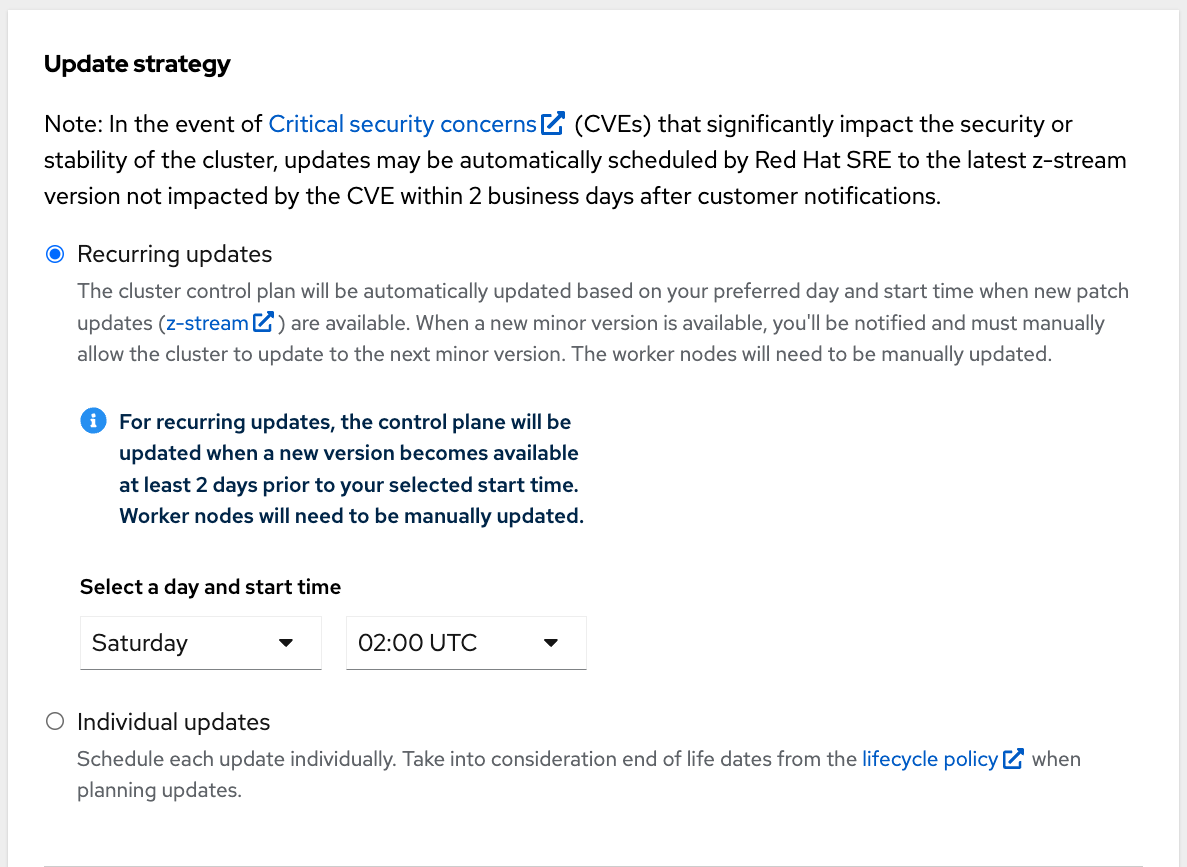 Update strategy
Note: In the event of Critical security concerns (CVEs) that significantly impact the security or
stability of the cluster, updates may be automatically scheduled by Red Hat SRE to the latest z-stream
version not impacted by the CVE within 2 business days after customer notifications.
Recurring updates
The cluster control plan will be automatically updated based on your preferred day and start time when new patch
updates (z-stream ) are available. When a new minor version is available, you'll be notified and must manually
allow the cluster to update to the next minor version. The worker nodes will need to be manually updated.
For recurring updates, the control plane will be
updated when a new version becomes available
at least 2 days prior to your selected start time.
Worker nodes will need to be manually updated.
Select a day and start time
Saturday 02:00 UTC
Individual updates
Schedule each update individually. Take into consideration end of life dates from the lifecycle policy when
planning updates.